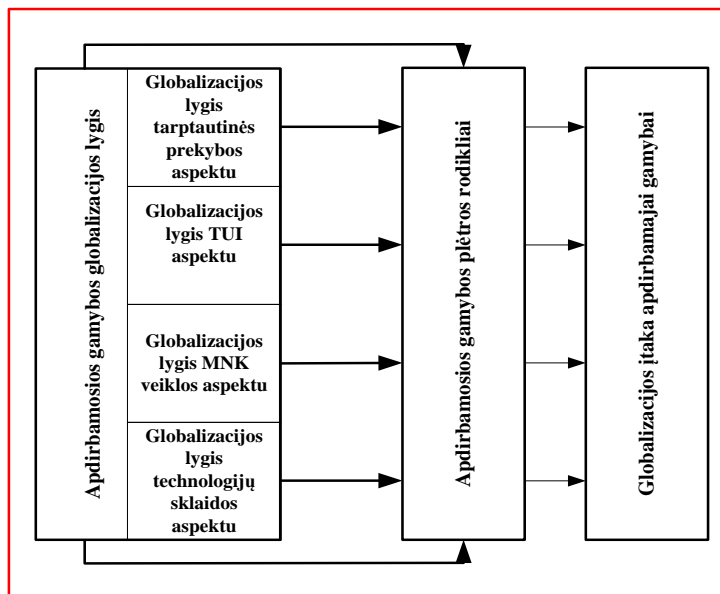 Apdirbamosios gamybos globalizacijos lygis
Globalizacijos
lygis
tarptautinės
prekybos
aspektu
Globalizacijos
lygis TUI
aspektu
Globalizacijos
lygis MNK
veiklos aspektu
Globalizacijos
lygis
technologijų
sklaidos
aspektu
Apdirbamosios gamybos plėtros rodikliai
Globalizacijos įtaka apdirbamajai gamybai